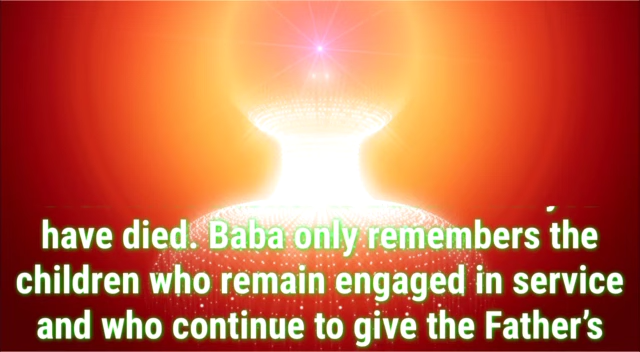 have died. Baba only remembers the
children who remain engaged in service
and who continue to give the Father’s